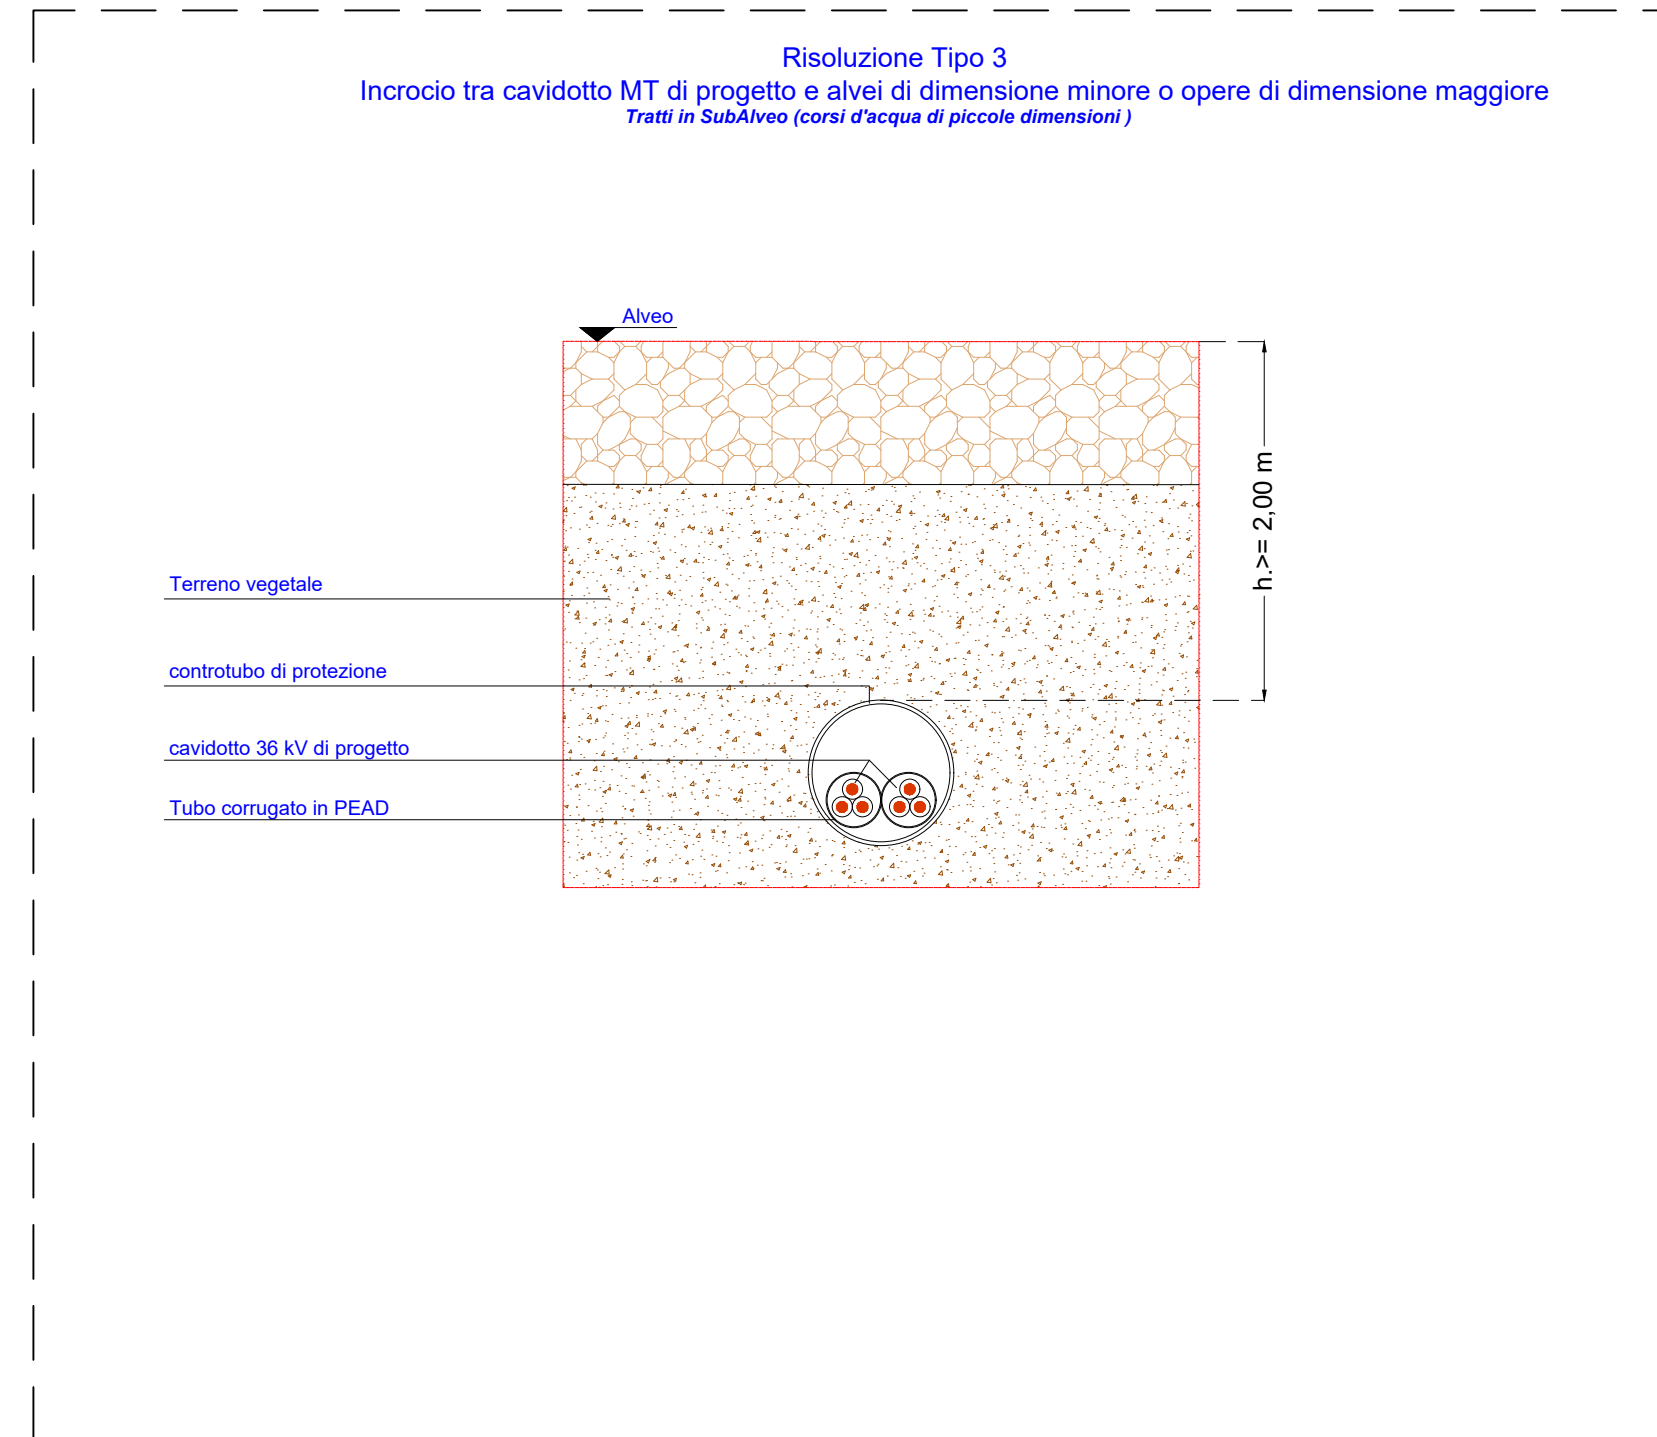 Risoluzione Tipo 3
Incrocio tra cavidotto MT di progetto e alvei di dimensione minore o opere di dimensione maggiore
Tratti in SubAlveo (corsi d'acqua di piccole dimensioni )
Alveo
h.>= 2,00 m
Terreno vegetale
controtubo di protezione
cavidotto 36 kV di progetto
Tubo corrugato in PEAD